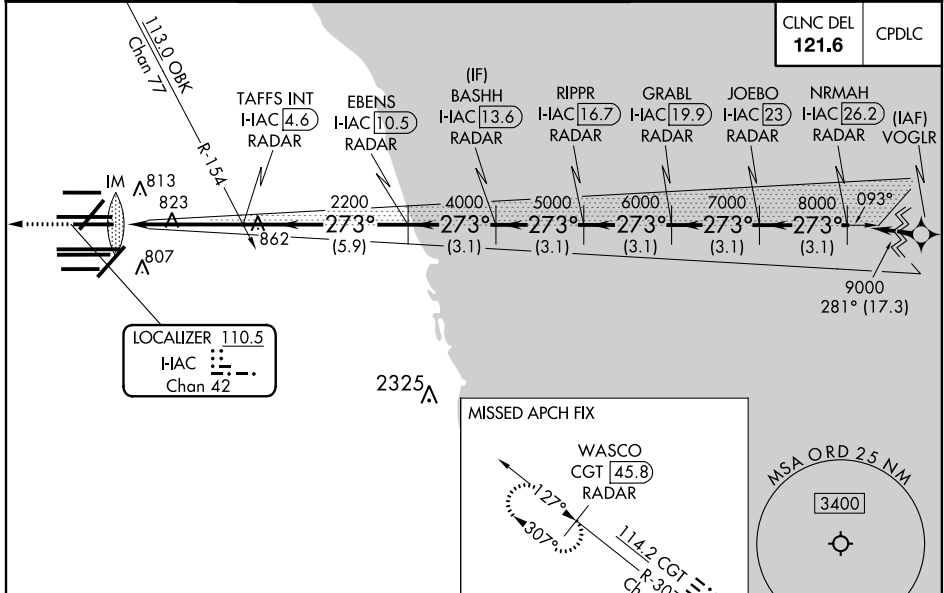 CLNC DEL
121.6
CPDLC
113.0 OBK
Chan 77
R-154
TAFFS INT
I-IAC 4.6
RADAR
EBENS
I-IAC 10.5
RADAR
(IF)
BASHH
I-IAC 13.6
RADAR
RIPPR
I-IAC 16.7
RADAR
GRABL
I-IAC 19.9
RADAR
JOEBO
I-IAC 23
RADAR
NRMAH
I-IAC 26.2
RADAR
(IAF)
VOGLR
IM
813
823
862
807
2200
4000
5000
6000
7000
8000
093°
273°
273°
273°
273°
273°
273°
(5.9)
(3.1)
(3.1)
(3.1)
(3.1)
(3.1)
9000
281° (17.3)
LOCALIZER 110.5
I-IAC
Chan 42
2325
MISSED APCH FIX
WASCO
CGT 45.8
RADAR
127°
307°
114.2 CGT
MSA ORD 25 NM
3400